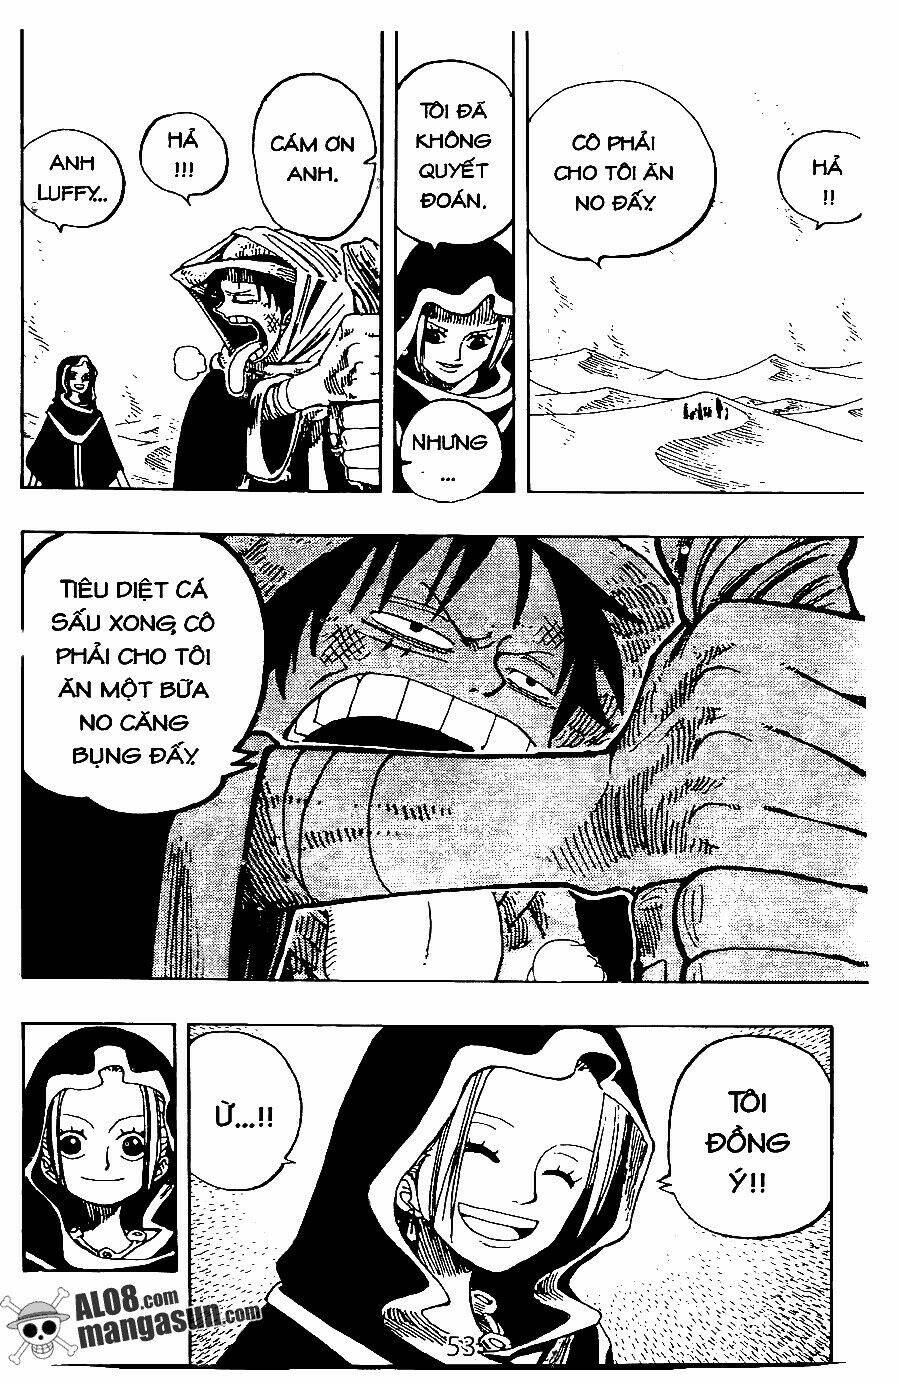 ANH
LUFFY...
HẢ
!!!
CÁM ƠN
ANH.
TÔI ĐÃ
KHÔNG
QUYẾT
ĐOÁN.
NHƯNG
...
CÔ PHẢI
CHO TÔI ĂN
NO ĐẤY.
HẢ
!!
TIÊU DIỆT CÁ
SẤU XONG, CÔ
PHẢI CHO TÔI
ĂN MỘT BỮA
NO CĂNG
BỤNG ĐẤY.
Ừ...!!
TÔI
ĐỒNG
Ý!!
AL08.com
mangasun.com
53